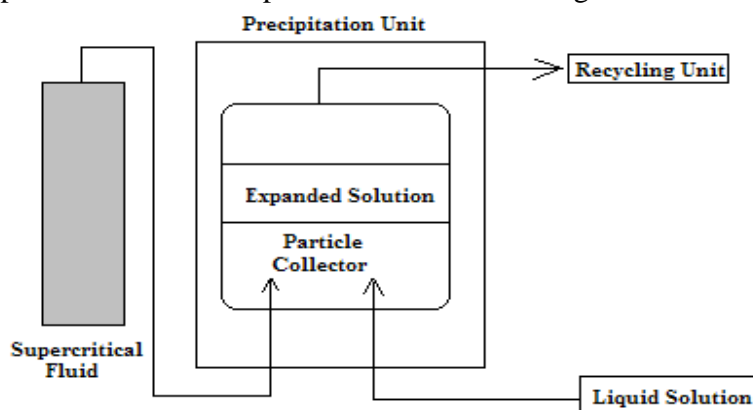 Precipitation Unit
Recycling Unit
Expanded Solution
Particle
Collector
Supercritical
Fluid
Liquid Solution